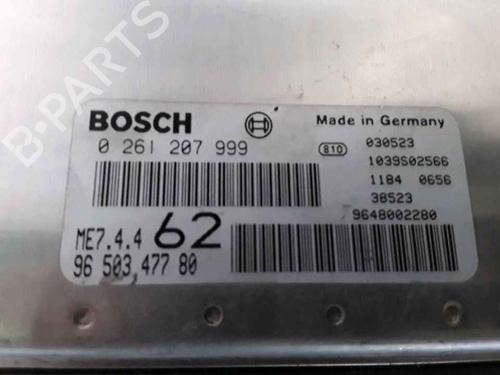 BOSCH
Made in Germany
0 261 207 999
810
030523
1039S02566
1184 0656
38523
9648002280
ME7.4.4 62
96 503,477 80
B-PARTS